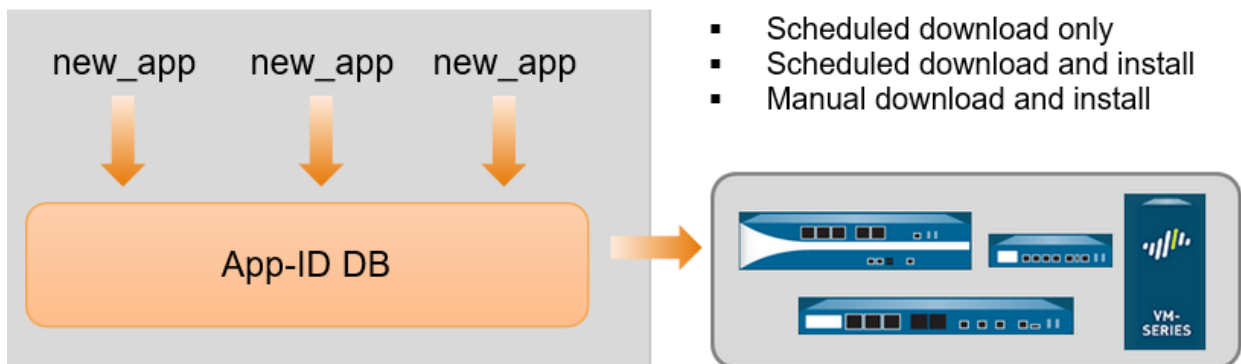 new_app new_app new_app
App-ID DB
▪ Scheduled download only
▪ Scheduled download and install
▪ Manual download and install
VM-
SERIES